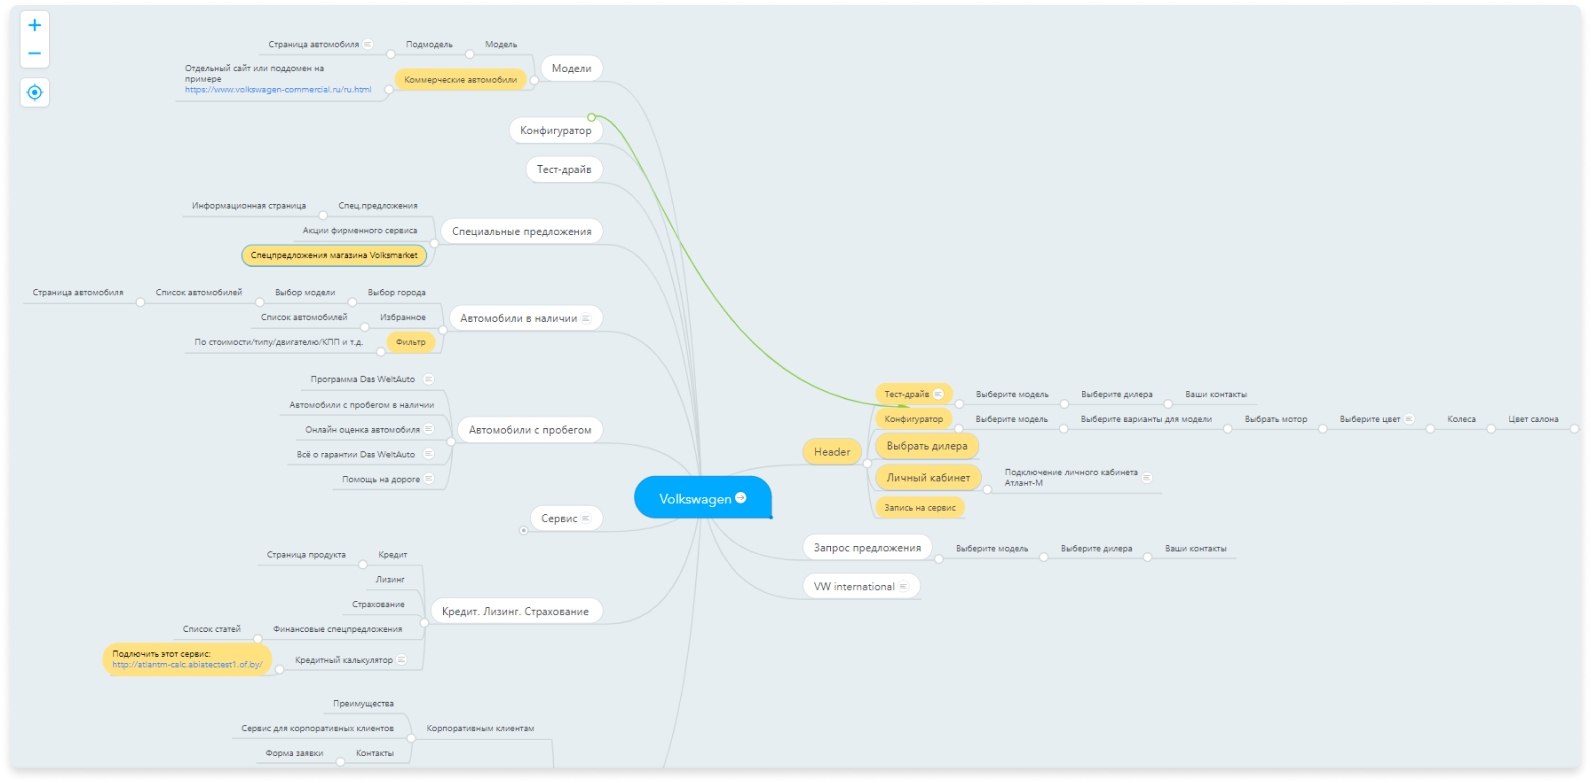 Страница автомобиля
Подмодель
Модель
Модели
Отдельный сайт или поддомен на
примере
https://www.volkswagen-commercial.ru/ru.html
Коммерческие автомобили
Конфигуратор
Тест-драйв
Информационная страница
Спец.предложения
Акции фирменного сервиса
Специальные предложения
Спецпредложения магазина Volksmarket
Страница автомобиля
Список автомобилей
Выбор модели
Выбор города
Список автомобилей
Избранное
Автомобили в наличии
По стоимости/типу/двигателю/КПП и т.д.
Фильтр
Программа Das WeltAuto
Автомобили с пробегом в наличии
Онлайн оценка автомобиля
Автомобили с пробегом
Всё о гарантии Das WeltAuto
Помощь на дороге
Сервис
Страница продукта
Кредит
Лизинг
Страхование
Кредит. Лизинг. Страхование
Список статей
Финансовые спецпредложения
Подлючить этот сервис:
http://atlantm-calc.abiatectest1.of.by/
Кредитный калькулятор
Преимущества
Сервис для корпоративных клиентов
Корпоративным клиентам
Форма заявки
Контакты
Volkswagen
Header
Тест-драйв
Выберите модель
Выберите дилера
Ваши контакты
Конфигуратор
Выберите модель
Выберите варианты для модели
Выбрать мотор
Выберите цвет
Колеса
Цвет салона
Выбрать дилера
Личный кабинет
Подключение личного кабинета
Атлант-М
Запись на сервис
Запрос предложения
Выберите модель
Выберите дилера
Ваши контакты
VW international